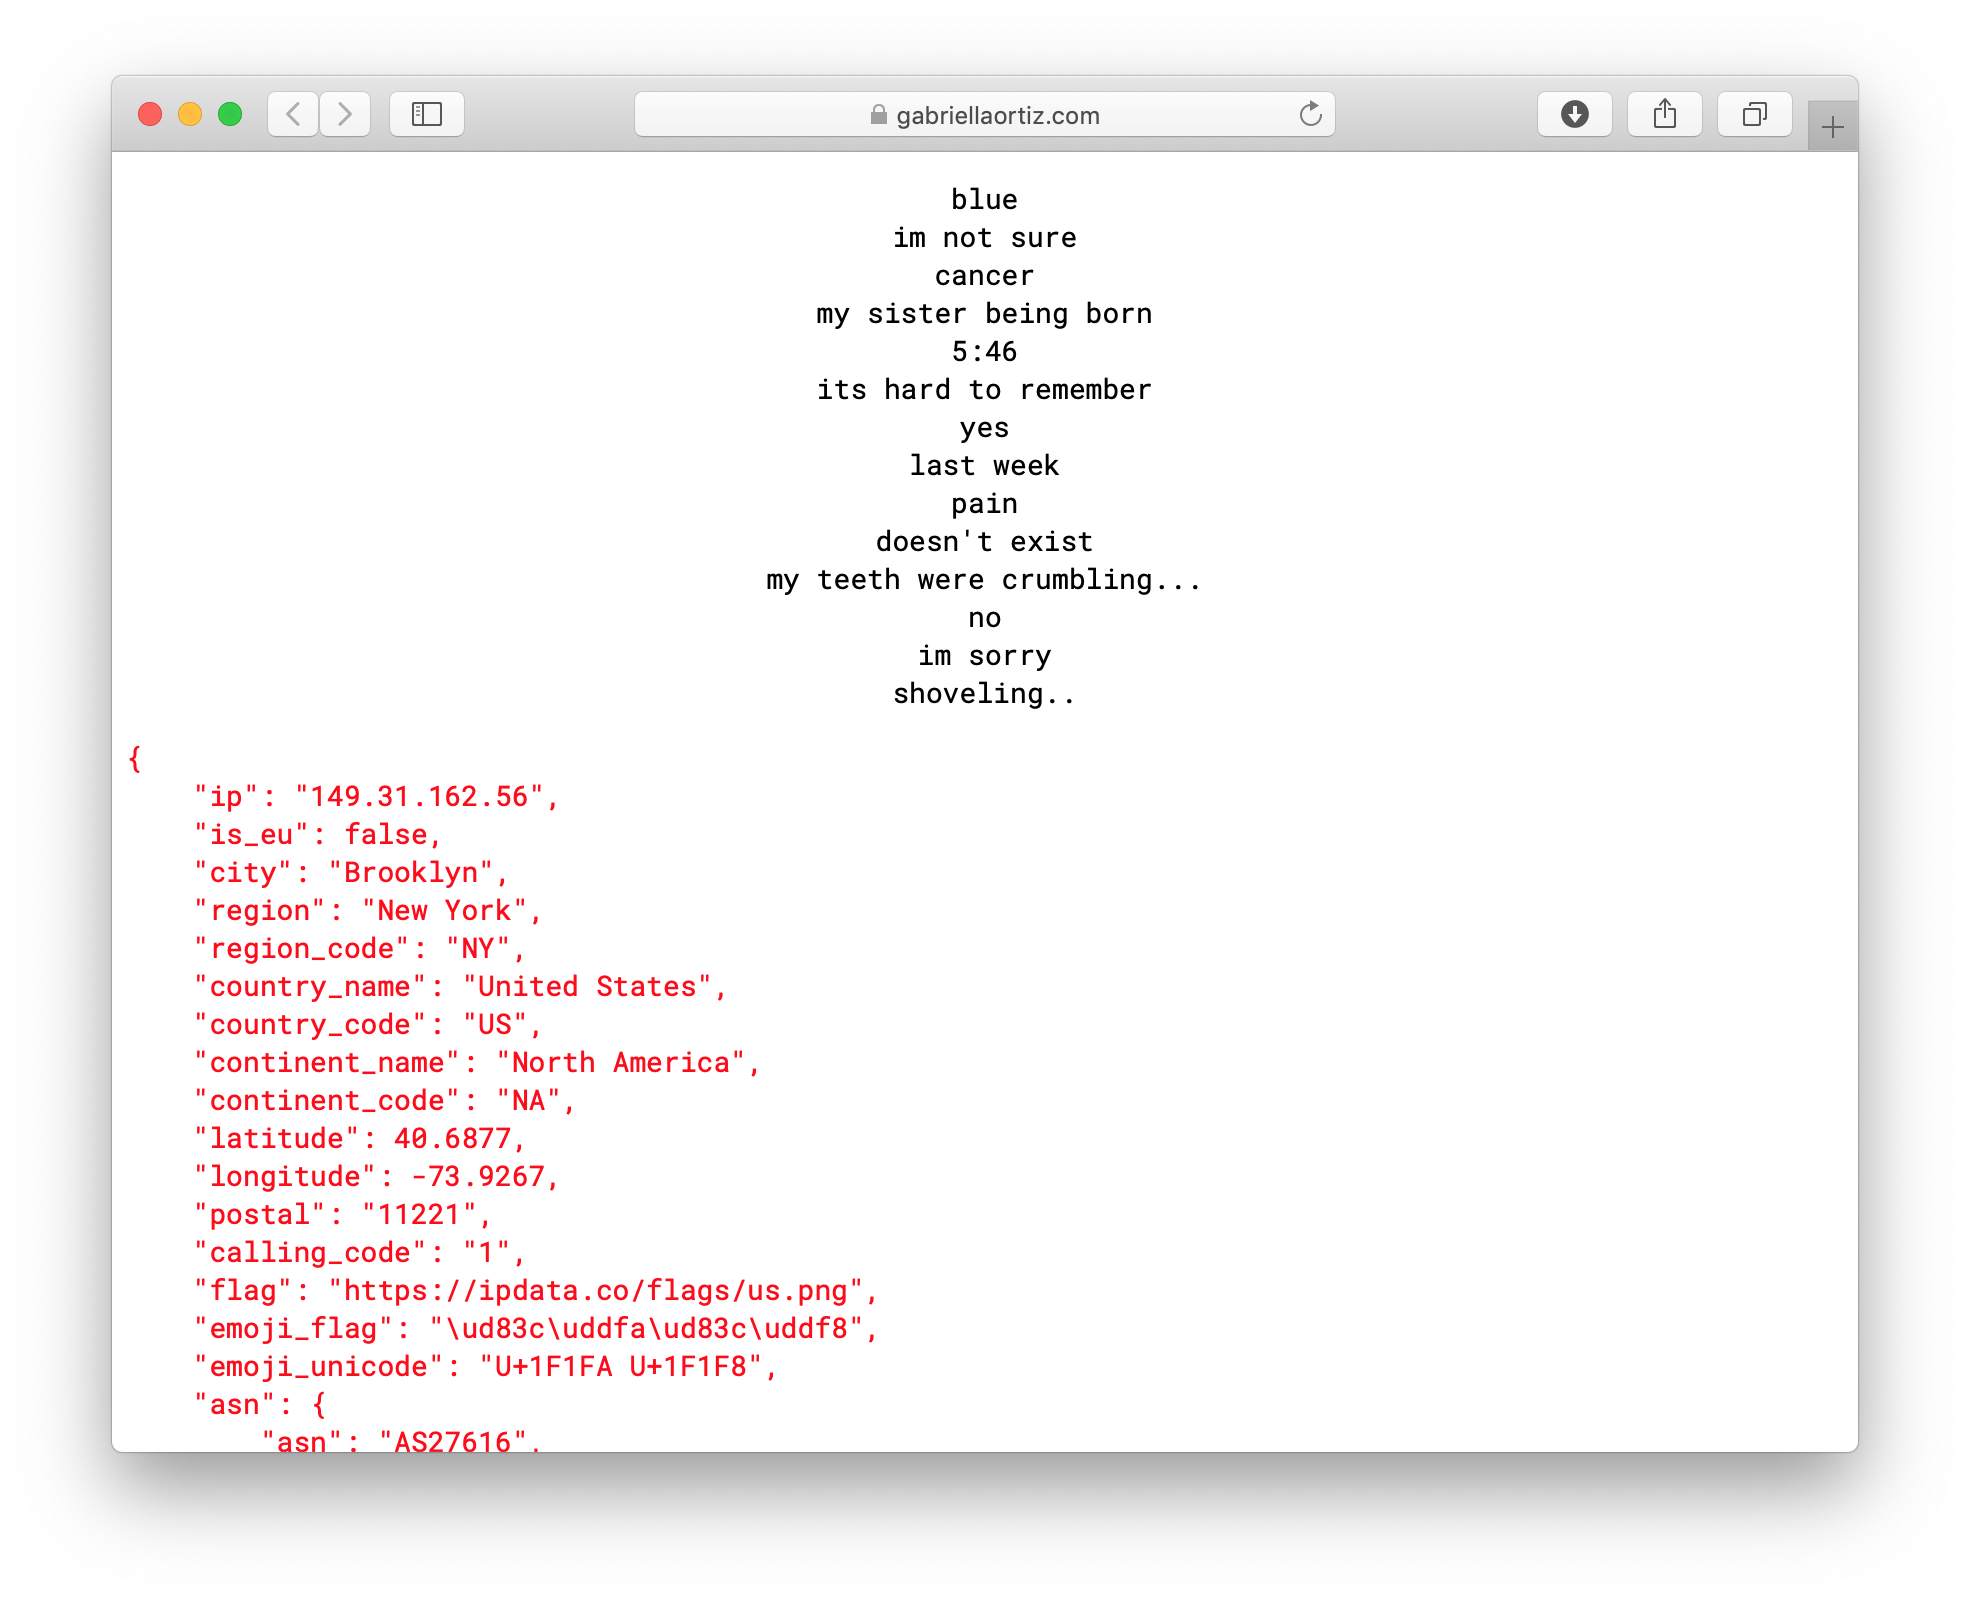 gabriellaortiz.com
blue
im not sure
cancer
my sister being born
5:46
its hard to remember
yes
last week
pain
doesn't exist
my teeth were crumbling...
no
im sorry
shoveling..
{
"ip": "149.31.162.56",
"is_eu": false,
"city": "Brooklyn",
"region": "New York",
"region_code": "NY",
"country_name": "United States",
"country_code": "US",
"continent_name": "North America",
"continent_code": "NA",
"latitude": 40.6877,
"longitude": -73.9267,
"postal": "11221",
"calling_code": "1",
"flag": "https://ipdata.co/flags/us.png",
"emoji_flag": "\ud83c\uddfa\ud83c\uddf8",
"emoji_unicode": "U+1F1FA U+1F1F8",
"asn": {
"asn": "AS27616",